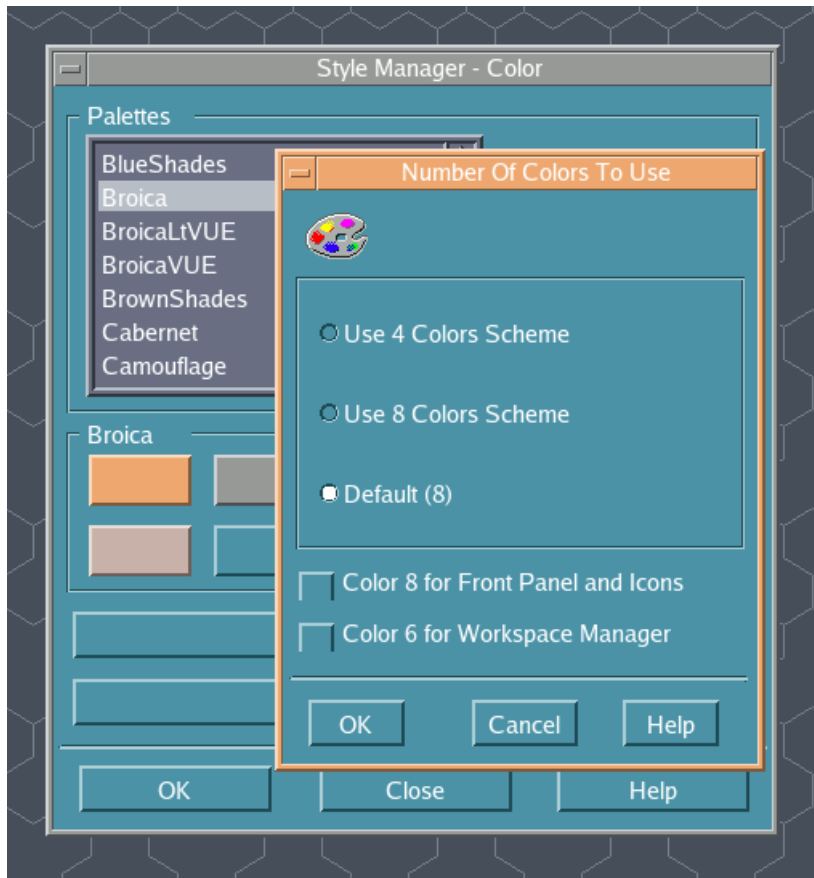 Style Manager - Color
Palettes
BlueShades
Broica
BroicaLtVUE
BroicaVUE
BrownShades
Cabernet
Camouflage
Broica
Number Of Colors To Use
Use 4 Colors Scheme
Use 8 Colors Scheme
Default (8)
Color 8 for Front Panel and Icons
Color 6 for Workspace Manager
OK Cancel Help
OK Close Help